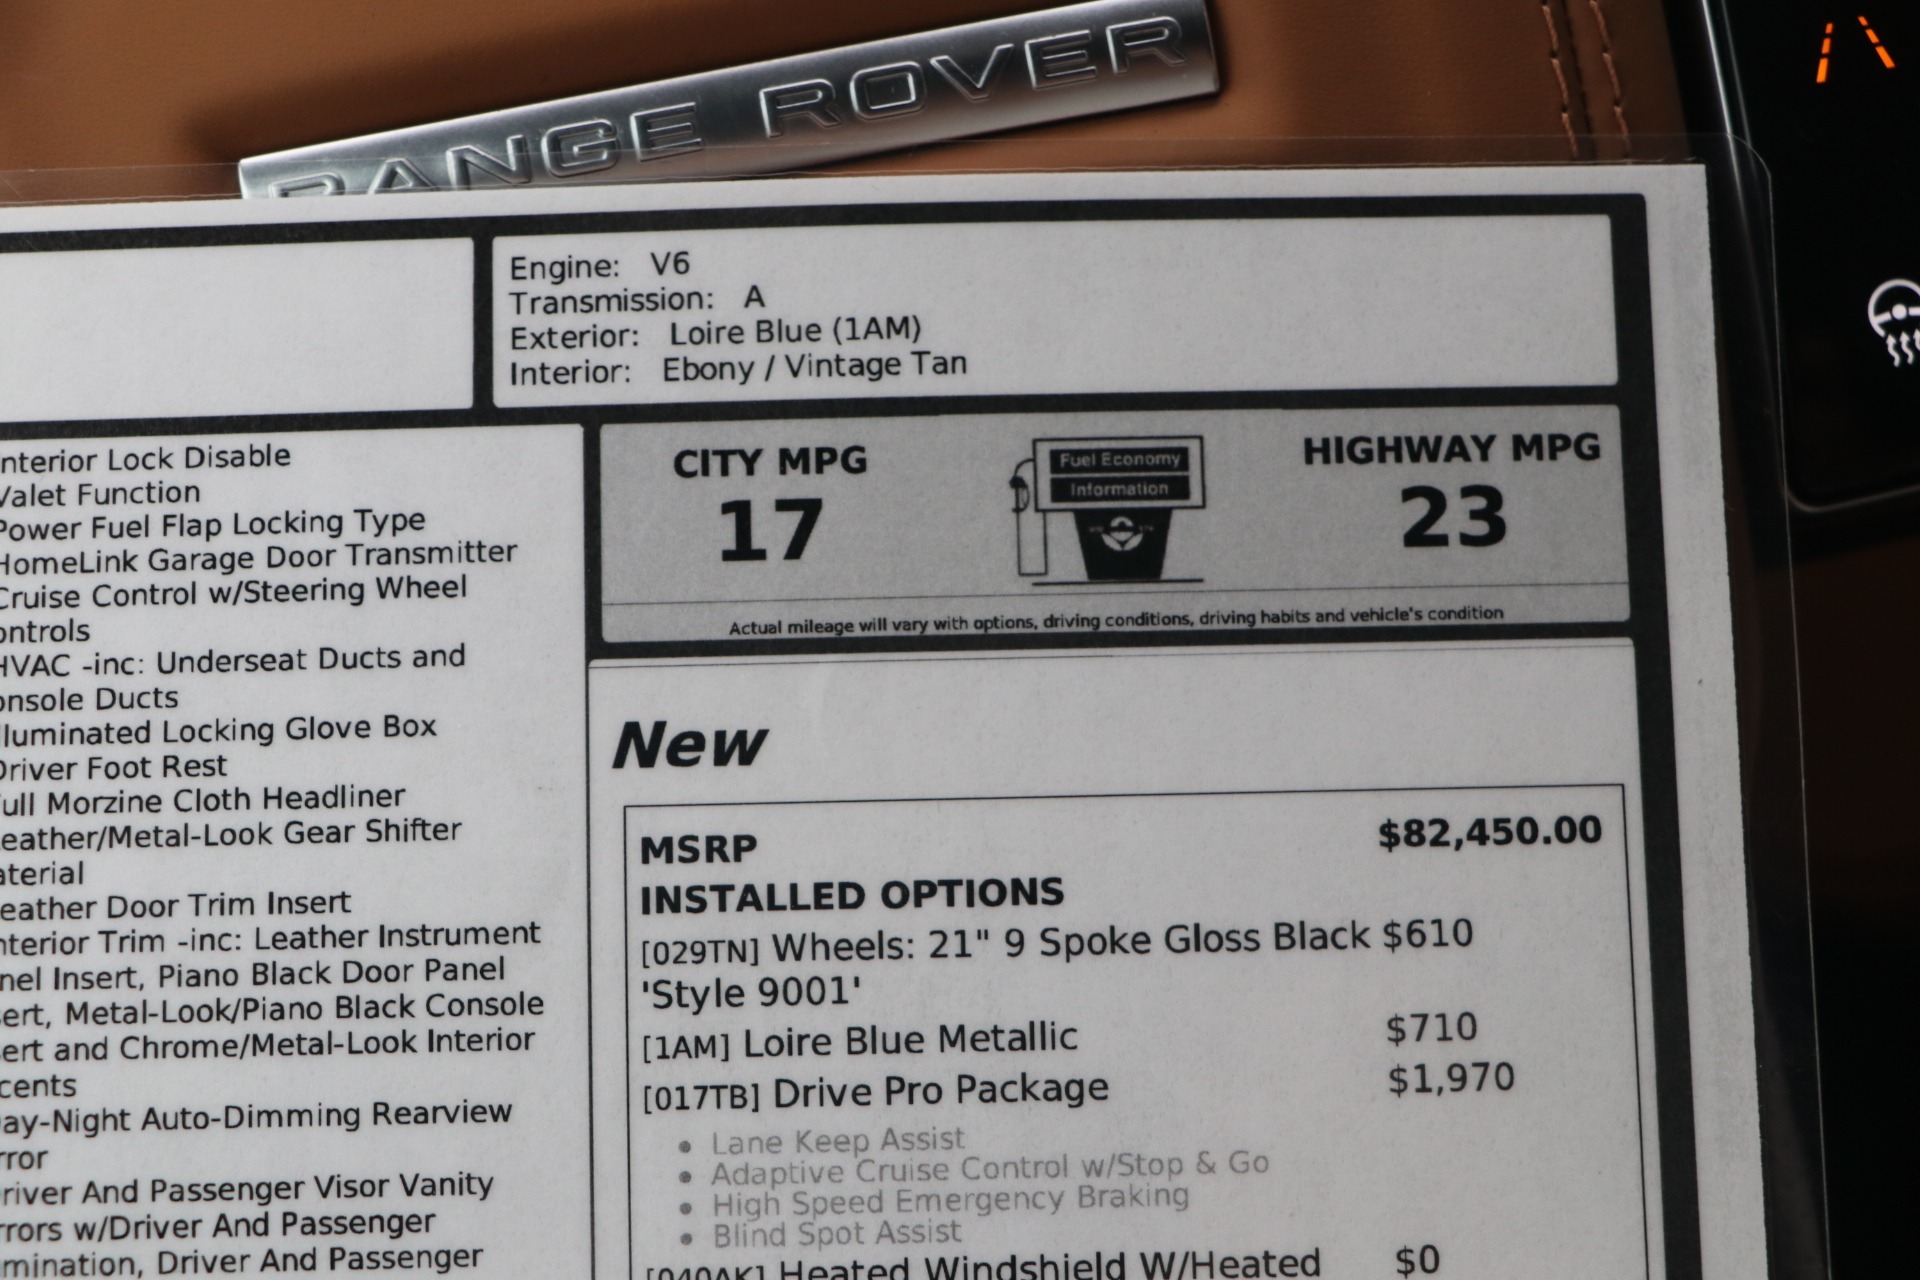 RANGE ROVER
Engine: V6
Transmission: A
Exterior: Loire Blue (1AM)
Interior: Ebony / Vintage Tan
nterior Lock Disable
Valet Function
Power Fuel Flap Locking Type
HomeLink Garage Door Transmitter
Cruise Control w/Steering Wheel
ontrols
HVAC -inc: Underseat Ducts and
onsole Ducts
lluminated Locking Glove Box
Driver Foot Rest
ull Morzine Cloth Headliner
eather/Metal-Look Gear Shifter
aterial
eather Door Trim Insert
nterior Trim -inc: Leather Instrument
nel Insert, Piano Black Door Panel
ert, Metal-Look/Piano Black Console
ert and Chrome/Metal-Look Interior
cents
ay-Night Auto-Dimming Rearview
rror
river And Passenger Visor Vanity
rrors w/Driver And Passenger
mination, Driver And Passenger
CITY MPG
17
Fuel Economy
Information
HIGHWAY MPG
23
Actual mileage will vary with options, driving conditions, driving habits and vehicle's condition
New
MSRP $82,450.00
INSTALLED OPTIONS
[029TN] Wheels: 21" 9 Spoke Gloss Black $610
'Style 9001'
[1AM] Loire Blue Metallic $710
[017TB] Drive Pro Package $1,970
• Lane Keep Assist
• Adaptive Cruise Control w/Stop & Go
• High Speed Emergency Braking
• Blind Spot Assist
[040AK] Heated Windshield W/Heated $0